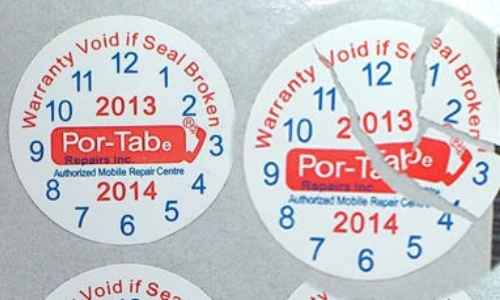 Warranty Void if Seal Broken
12
11 1
10 2013 2
9 Por-Tabe 3
Repairs Inc.
Authorized Mobile Repair Centre
8 2014 4
7 6 5
Warranty Void if Seal Broken
12
11 1
10 2013 2
9 Por-Tabe 3
Repairs Inc.
Authorized Mobile Repair Centre
8 2014 4
7 6 5
oid if Sea
anty Void if S